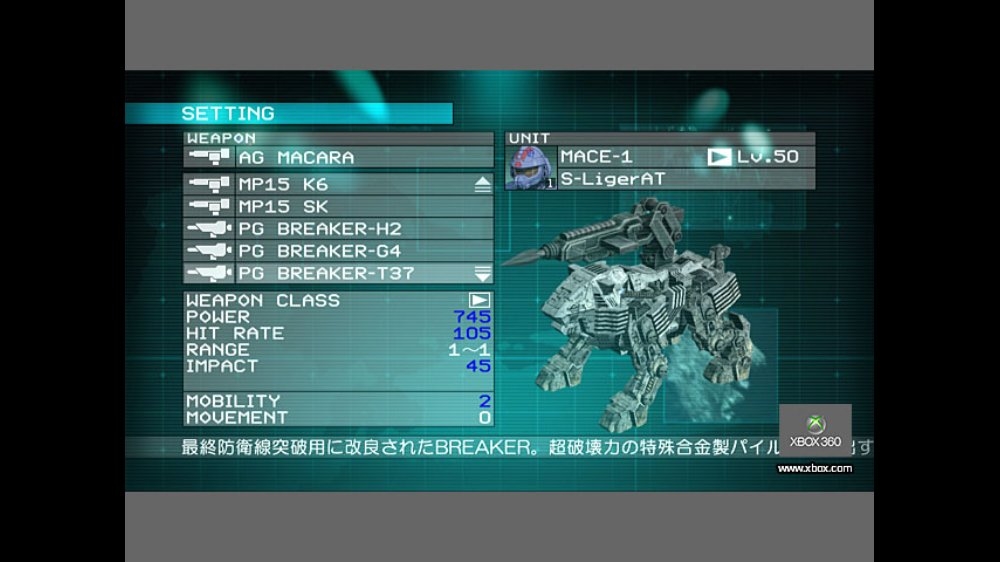 SETTING
WEAPON
AG MACARA
MP15 K6
MP15 SK
PG BREAKER-H2
PG BREAKER-G4
PG BREAKER-T37
WEAPON CLASS
POWER 745
HIT RATE 105
RANGE 1~1
IMPACT 45
MOBILITY 2
MOVEMENT 0
UNIT
MACE-1 Lv.50
1
S-LigerAT
最終防衛線突破用に改良されたBREAKER。超破壊力の特殊合金製パイル
XBOX 360
www.xbox.com